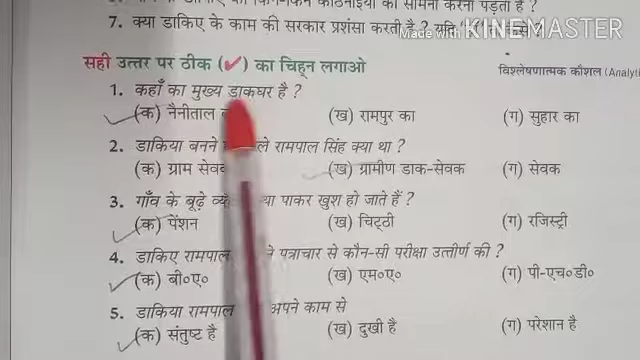 7. क्या डाकिए के काम की सरकार प्रशंसा करती है ? यदि
Made with KINEMASTER
सही उत्तर पर ठीक (✓) का चिह्न लगाओ
विश्लेषणात्मक कौशल (Analyti
1. कहाँ का मुख्य डाकघर है ?
(क) नैनीताल (ख) रामपुर का (ग) सुहार का
2. डाकिया बनने रामपाल सिंह क्या था ?
(क) ग्राम सेवक (ख) ग्रामीण डाक-सेवक (ग) सेवक
3. गाँव के बूढ़े पाकर खुश हो जाते हैं ?
(क) पेंशन (ख) चिट्ठी (ग) रजिस्ट्री
4. डाकिए रामपाल पत्राचार से कौन-सी परीक्षा उत्तीर्ण की ?
(क) बी०ए० (ख) एम०ए० (ग) पी-एच०डी०
5. डाकिया रामपाल अपने काम से
(क) संतुष्ट है (ख) दुखी है (ग) परेशान है